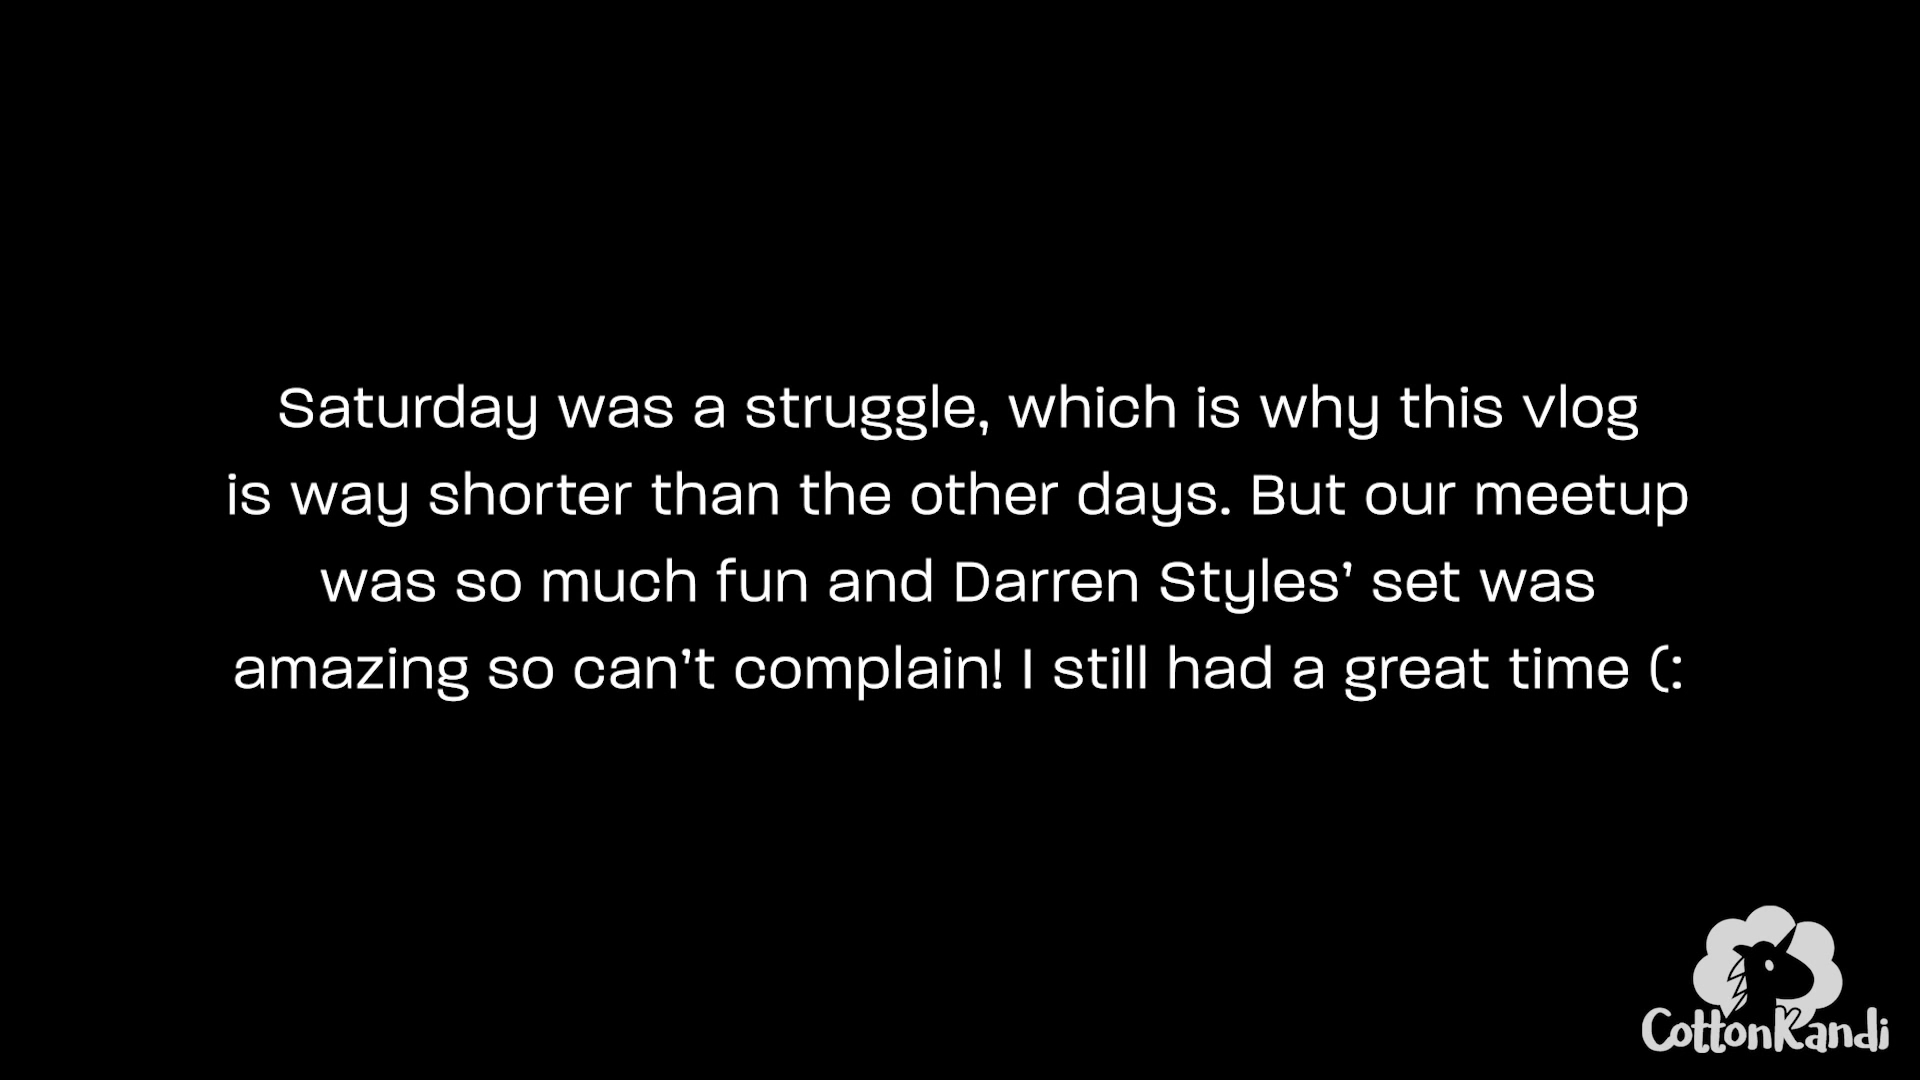 Saturday was a struggle, which is why this vlog
is way shorter than the other days. But our meetup
was so much fun and Darren Styles’ set was
amazing so can’t complain! I still had a great time (:
CottonKandi